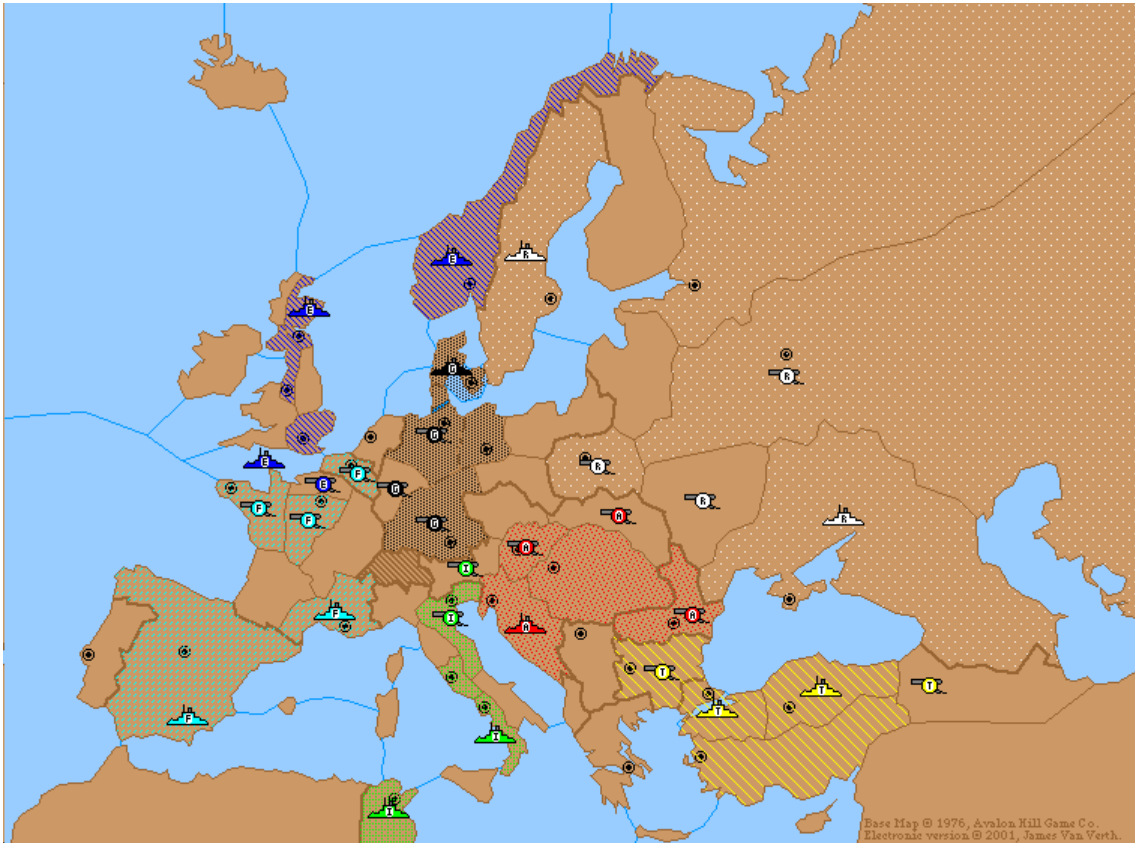 R
E
E
G
R
G
E
R
F
E
G
R
F
A
R
F
G
A
I
F
A
I
A
T
T
T
T
F
I
I
Base Map © 1976, Avalon Hill Game Co.
Electronic version © 2001, James Van Verth.